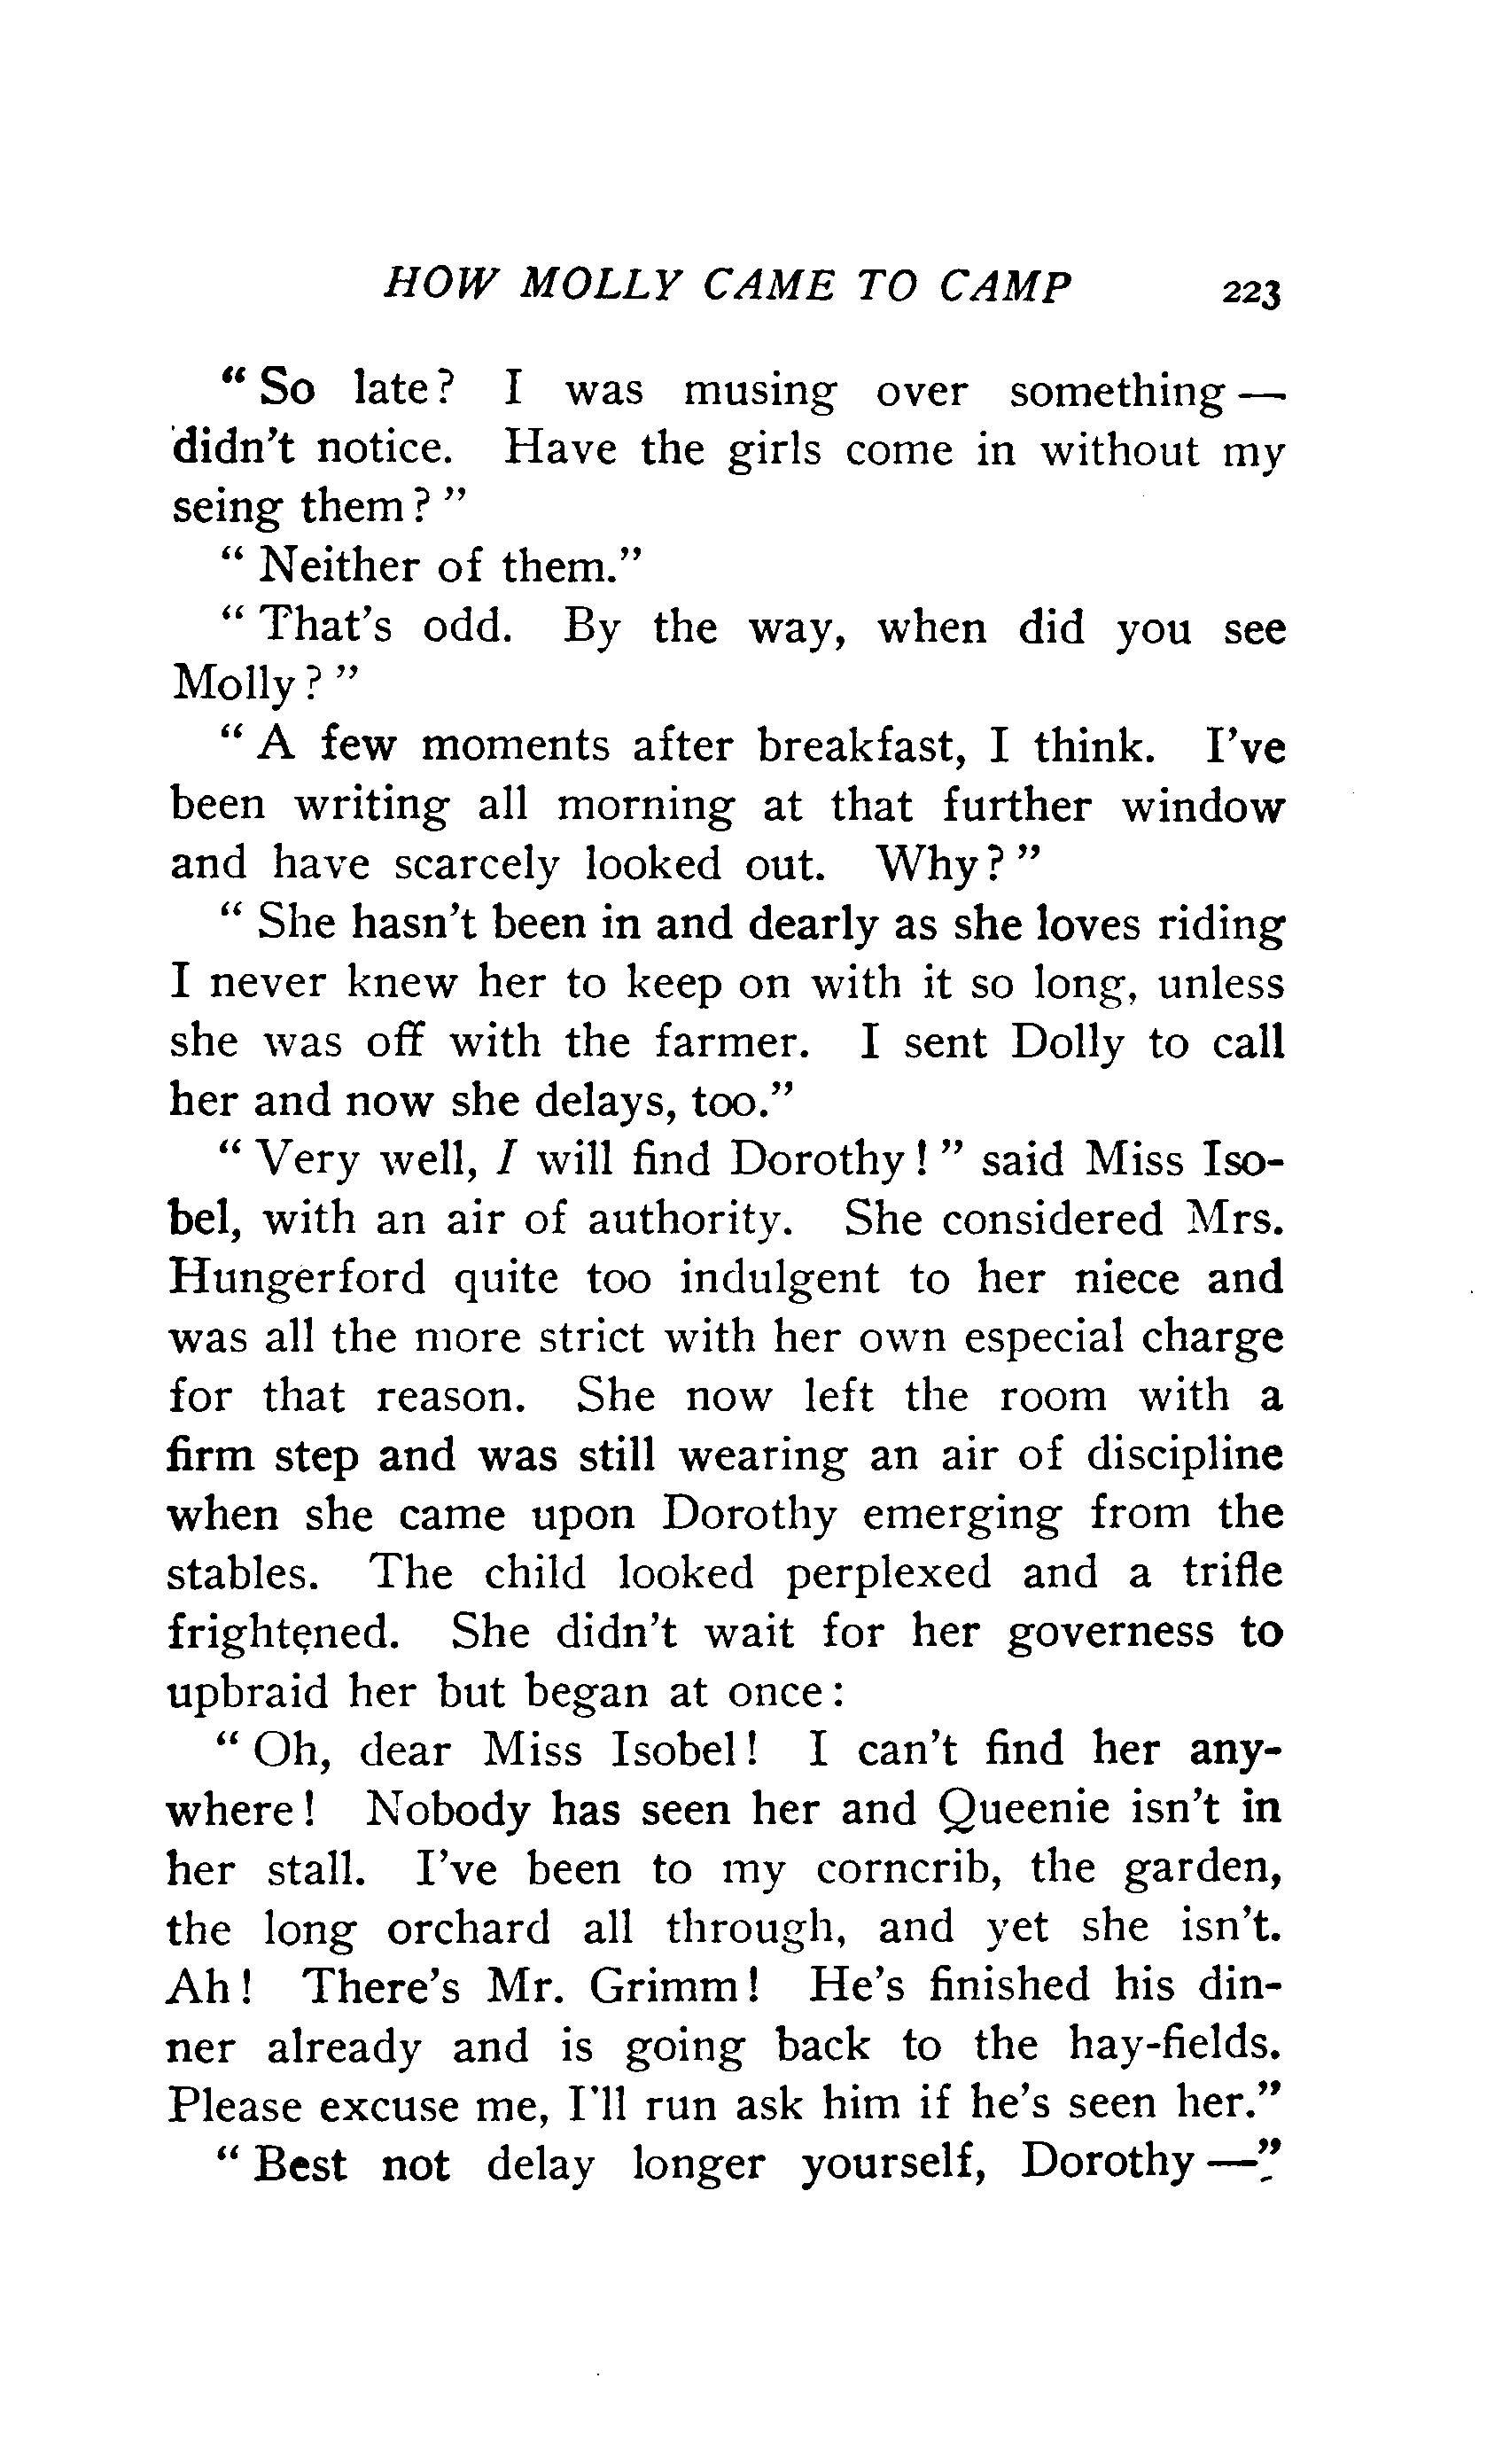 HOW MOLLY CAME TO CAMP 223
"So late? I was musing over something—
didn't notice. Have the girls come in without my
seing them?"
"Neither of them."
"That's odd. By the way, when did you see
Molly?"
"A few moments after breakfast, I think. I've
been writing all morning at that further window
and have scarcely looked out. Why?"
"She hasn't been in and dearly as she loves riding
I never knew her to keep on with it so long, unless
she was off with the farmer. I sent Dolly to call
her and now she delays, too."
"Very well, I will find Dorothy!" said Miss Iso-
bel, with an air of authority. She considered Mrs.
Hungerford quite too indulgent to her niece and
was all the more strict with her own especial charge
for that reason. She now left the room with a
firm step and was still wearing an air of discipline
when she came upon Dorothy emerging from the
stables. The child looked perplexed and a trifle
frightened. She didn't wait for her governess to
upbraid her but began at once:
"Oh, dear Miss Isobel! I can't find her any-
where! Nobody has seen her and Queenie isn't in
her stall. I've been to my corncrib, the garden,
the long orchard all through, and yet she isn't.
Ah! There's Mr. Grimm! He's finished his din-
ner already and is going back to the hay-fields.
Please excuse me, I'll run ask him if he's seen her."
"Best not delay longer yourself, Dorothy—"